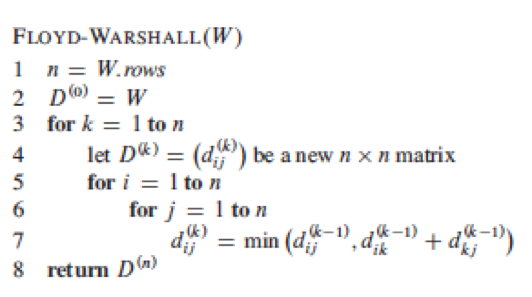 FLOYD-WARSHALL(W)
1 n = W.rows
2 D^(0) = W
3 for k = 1 to n
4 let D^(k) = (d_ij^(k)) be a new n × n matrix
5 for i = 1 to n
6 for j = 1 to n
7 d_ij^(k) = min (d_ij^(k−1), d_ik^(k−1) + d_kj^(k−1))
8 return D^(n)